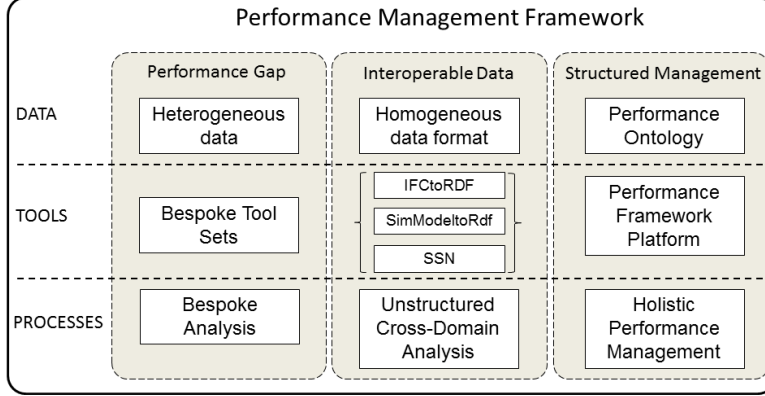 Performance Management Framework
Performance Gap
Interoperable Data
Structured Management
DATA
Heterogeneous
data
Homogeneous
data format
Performance
Ontology
TOOLS
Bespoke Tool
Sets
IFCtoRDF
SimModeltoRdf
SSN
Performance
Framework
Platform
PROCESSES
Bespoke
Analysis
Unstructured
Cross-Domain
Analysis
Holistic
Performance
Management